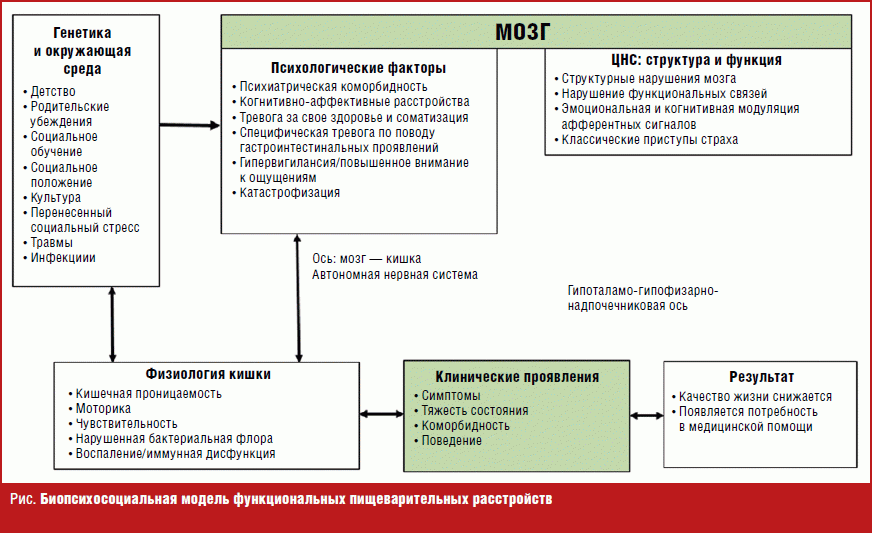 Генетика
и окружающая
среда
• Детство
• Родительские
убеждения
• Социальное
обучение
• Социальное
положение
• Культура
• Перенесенный
социальный стресс
• Травмы
• Инфекциии
МОЗГ
Психологические факторы
• Психиатрическая коморбидность
• Когнитивно-аффективные расстройства
• Тревога за свое здоровье и соматизация
• Специфическая тревога по поводу
гастроинтестинальных проявлений
• Гипервигилансия/повышенное внимание
к ощущениям
• Катастрофизация
ЦНС: структура и функция
• Структурные нарушения мозга
• Нарушение функциональных связей
• Эмоциональная и когнитивная модуляция
афферентных сигналов
• Классические приступы страха
Ось: мозг — кишка
Автономная нервная система
Гипоталамо-гипофизарно-
надпочечниковая ось
Физиология кишки
• Кишечная проницаемость
• Моторика
• Чувствительность
• Нарушенная бактериальная флора
• Воспаление/иммунная дисфункция
Клинические проявления
• Симптомы
• Тяжесть состояния
• Коморбидность
• Поведение
Результат
• Качество жизни снижается
• Появляется потребность
в медицинской помощи
Рис. Биопсихосоциальная модель функциональных пищеварительных расстройств